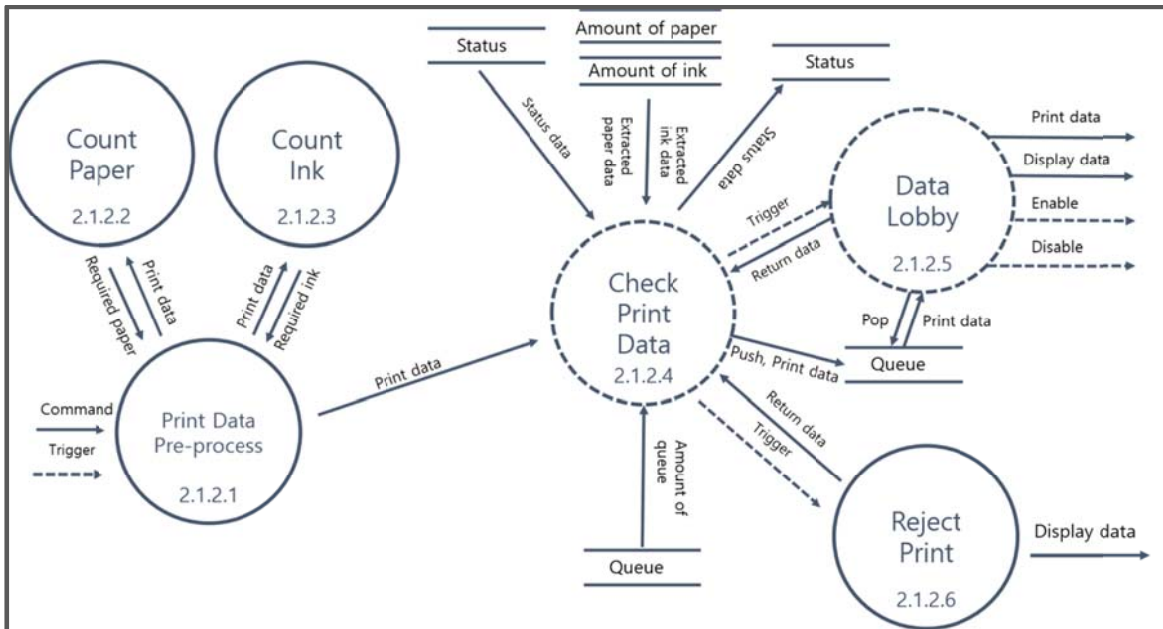 Count
Paper
2.1.2.2
Count
Ink
2.1.2.3
Required paper
Print data
Print data
Required ink
Command
Trigger
Print Data
Pre-process
2.1.2.1
Print data
Status
Status data
Amount of paper
Amount of ink
Extracted
paper data
Extracted
ink data
Status
Status data
Check
Print
Data
2.1.2.4
Trigger
Return data
Data
Lobby
2.1.2.5
Print data
Display data
Enable
Disable
Pop
Print data
Queue
Push, Print data
Return data
Trigger
Amount of
queue
Queue
Reject
Print
2.1.2.6
Display data